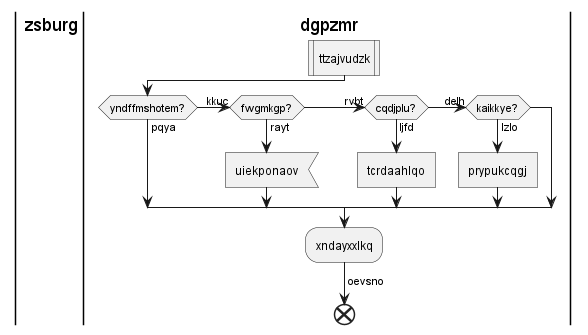 zsburg
dgpzmr
ttzajvudzk
yndffmshotem?
kkuc
fwgmkgp?
rvbt
cqdjplu?
delh
kaikkye?
pqya
rayt
ljfd
lzlo
uiekponaov
tcrdaahlqo
prypukcqgj
xndayxxlkq
oevsno